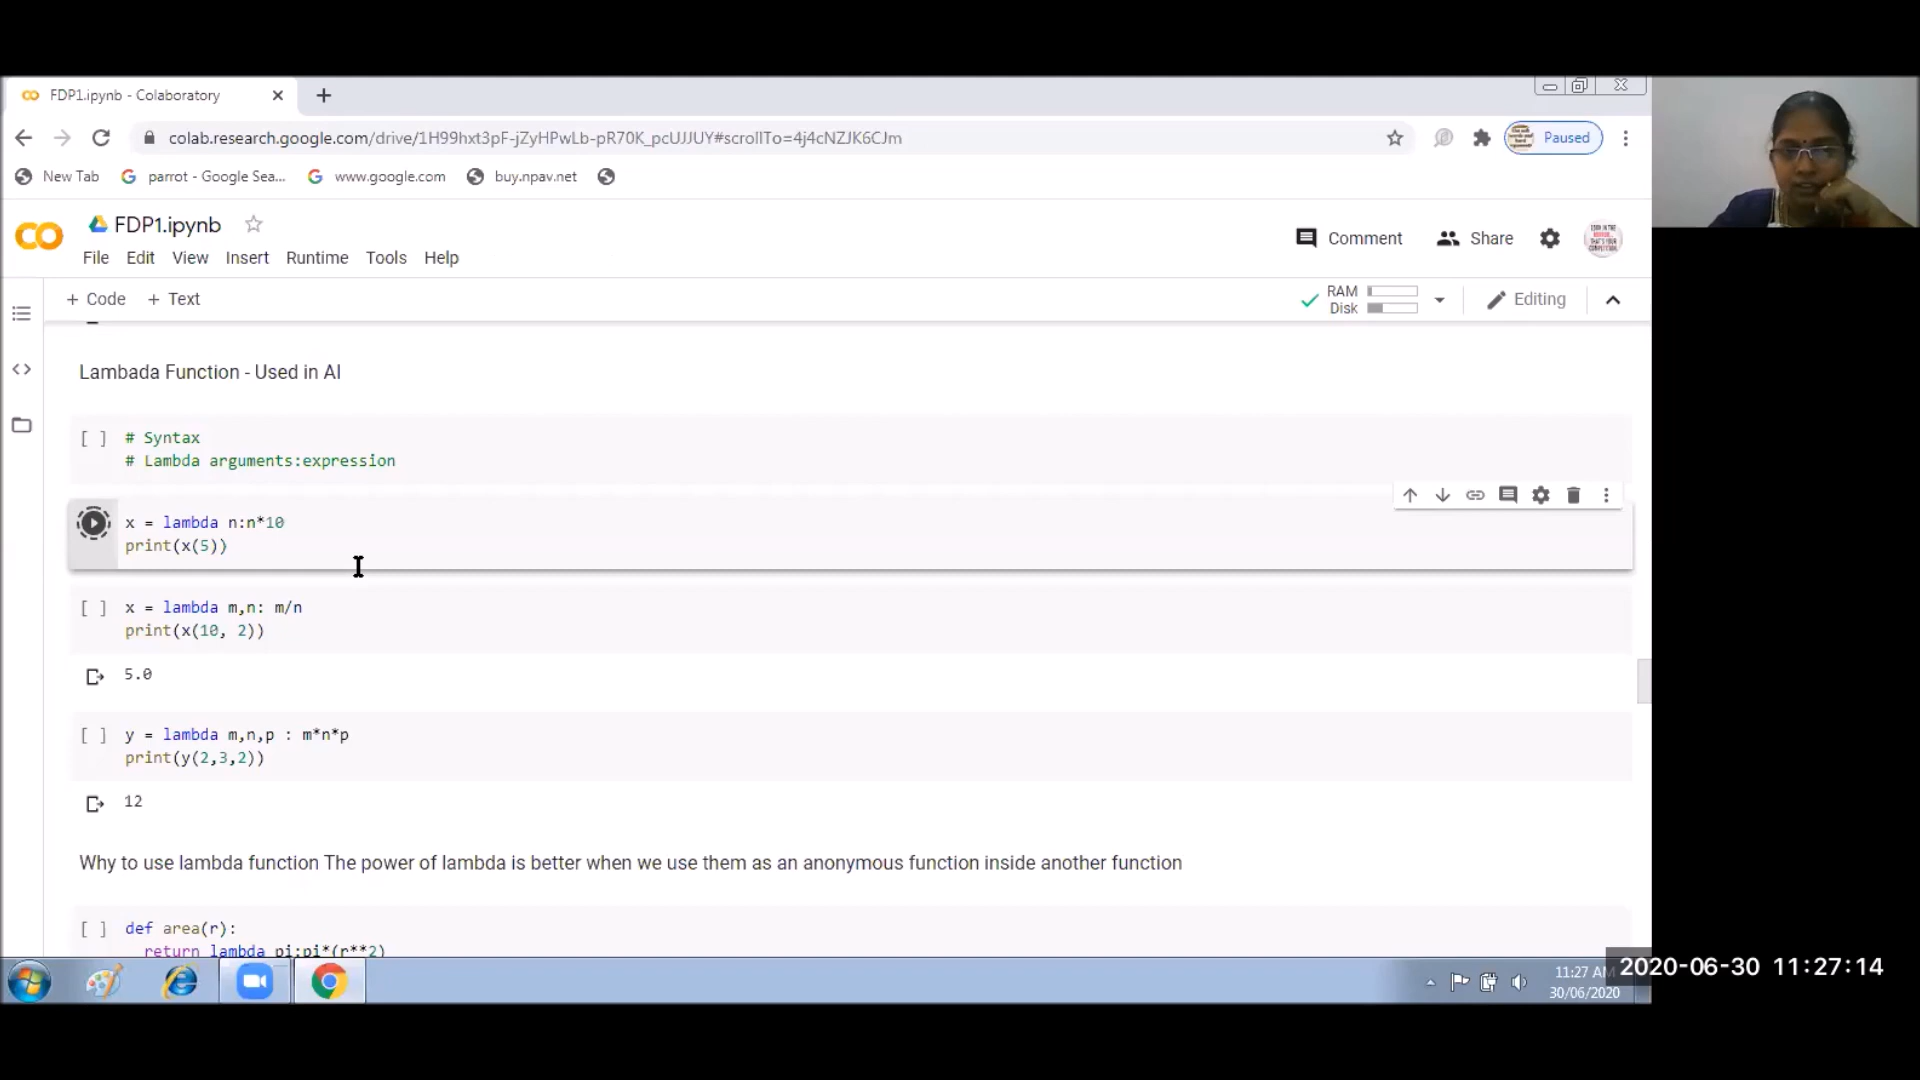 FDP1.ipynb - Colaboratory
colab.research.google.com/drive/1H99hxt3pF-jZyHPwLb-pR70K_pcUJJUY#scrollTo=4j4cNZJK6CJm
Paused
New Tab
parrot - Google Sea...
www.google.com
buy.npav.net
CO
FDP1.ipynb
File Edit View Insert Runtime Tools Help
Comment
Share
+ Code + Text
RAM
Disk
Editing
Lambada Function - Used in AI
[ ] # Syntax
# Lambda arguments:expression
x = lambda n:n*10
print(x(5))
[ ] x = lambda m,n: m/n
print(x(10, 2))
5.0
[ ] y = lambda m,n,p : m*n*p
print(y(2,3,2))
12
Why to use lambda function The power of lambda is better when we use them as an anonymous function inside another function
[ ] def area(r):
return lambda pi:pi*(r**2)
11:27 AM
30/06/2020
2020-06-30 11:27:14